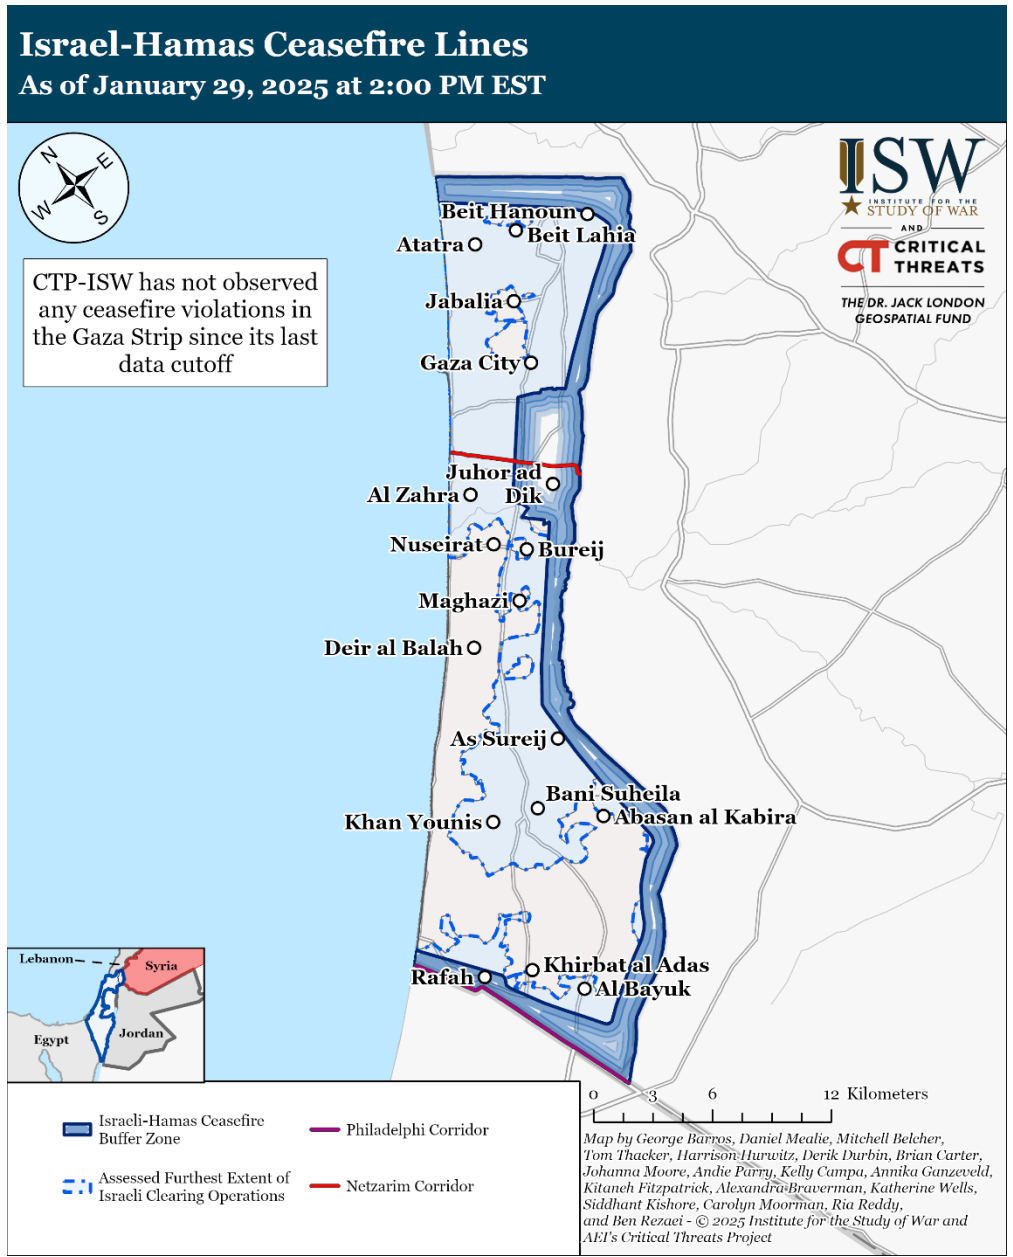 Israel-Hamas Ceasefire Lines
As of January 29, 2025 at 2:00 PM EST
N
E
W
S
ISW
INSTITUTE FOR THE
STUDY OF WAR
AND
CT CRITICAL
THREATS
THE DR. JACK LONDON
GEOSPATIAL FUND
CTP-ISW has not observed
any ceasefire violations in
the Gaza Strip since its last
data cutoff
Beit Hanoun
Beit Lahia
Atatra
Jabalia
Gaza City
Juhor ad
Dik
Al Zahra
Nuseirat
Bureij
Maghazi
Deir al Balah
As Sureij
Bani Suheila
Abasan al Kabira
Khan Younis
Khirbat al Adas
Rafah
Al Bayuk
Lebanon
Syria
Egypt
Jordan
0 3 6 12 Kilometers
Israeli-Hamas Ceasefire
Buffer Zone
Philadelphi Corridor
Assessed Furthest Extent of
Israeli Clearing Operations
Netzarim Corridor
Map by George Barros, Daniel Mealie, Mitchell Belcher,
Tom Thacker, Harrison Hurwitz, Derik Durbin, Brian Carter,
Johanna Moore, Andie Parry, Kelly Campa, Annika Ganzeveld,
Kitaneh Fitzpatrick, Alexandra Braverman, Katherine Wells,
Siddhant Kishore, Carolyn Moorman, Ria Reddy,
and Ben Rezaei - © 2025 Institute for the Study of War and
AEI's Critical Threats Project